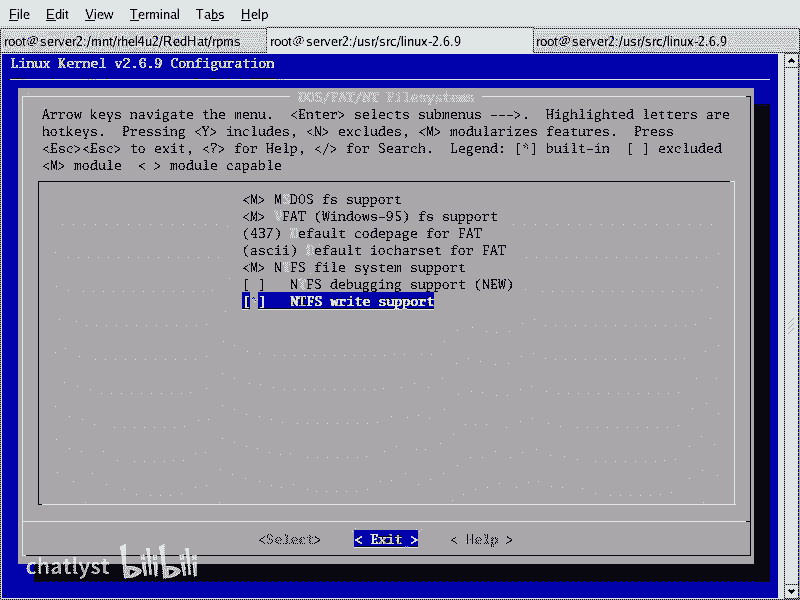 File Edit View Terminal Tabs Help
root@server2:/mnt/rhel4u2/RedHat/rpms root@server2:/usr/src/linux-2.6.9 root@server2:/usr/src/linux-2.6.9
Linux Kernel v2.6.9 Configuration
DOS/FAT/NT Filesystems
Arrow keys navigate the menu. <Enter> selects submenus --->. Highlighted letters are
hotkeys. Pressing <Y> includes, <N> excludes, <M> modularizes features. Press
<Esc><Esc> to exit, <?> for Help, </> for Search. Legend: [*] built-in [ ] excluded
<M> module < > module capable
<M> MSDOS fs support
<M> VFAT (Windows-95) fs support
(437) Default codepage for FAT
(ascii) Default iocharset for FAT
<M> NTFS file system support
[ ] NTFS debugging support (NEW)
[*] NTFS write support
<Select> < Exit > < Help >
chatlyst bilibili